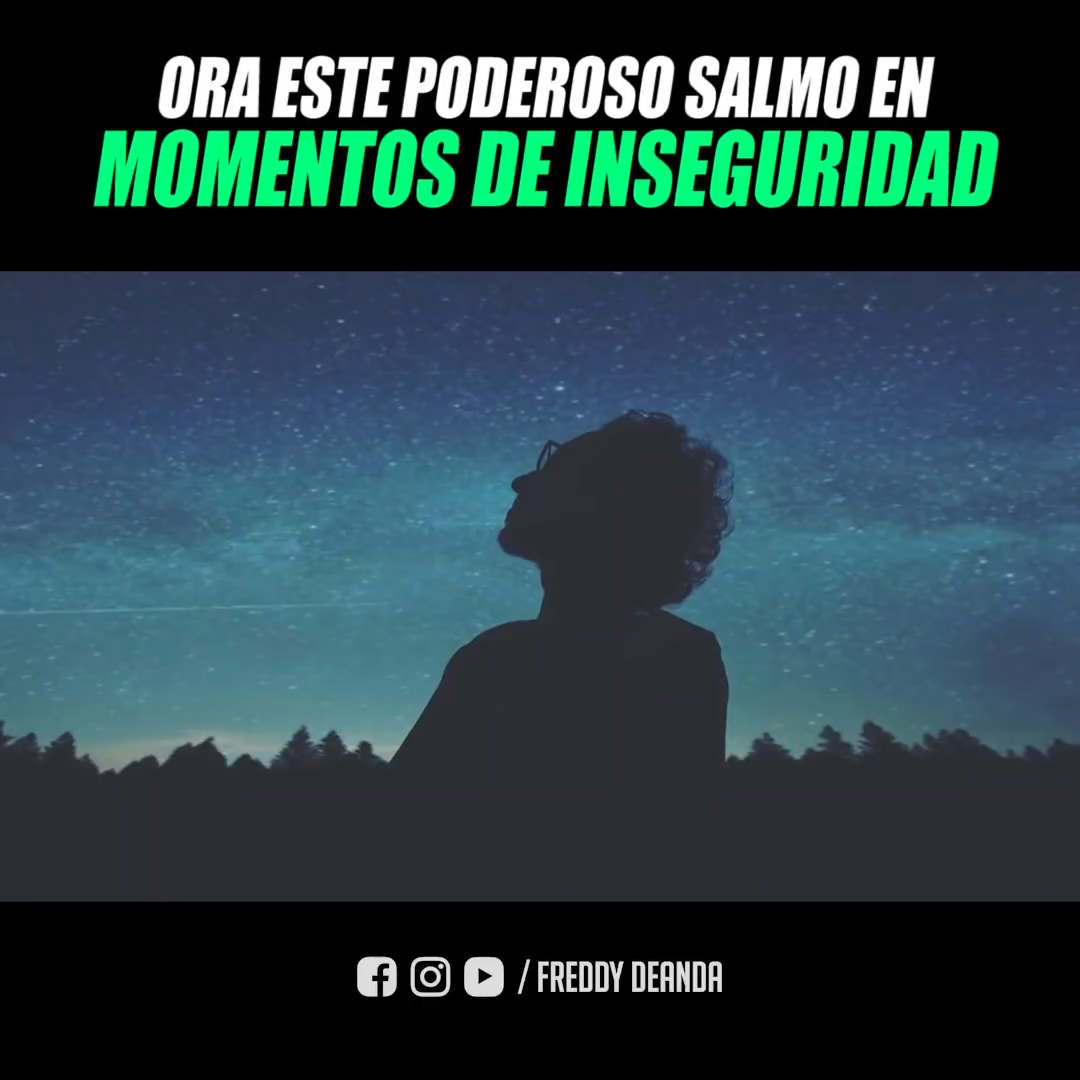 ORA ESTE PODEROSO SALMO EN
MOMENTOS DE INSEGURIDAD
/ FREDDY DEANDA